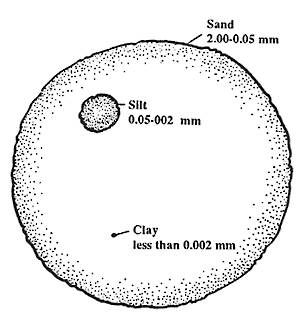 Sand
2.00-0.05 mm
Silt
0.05-002 mm
Clay
less than 0.002 mm